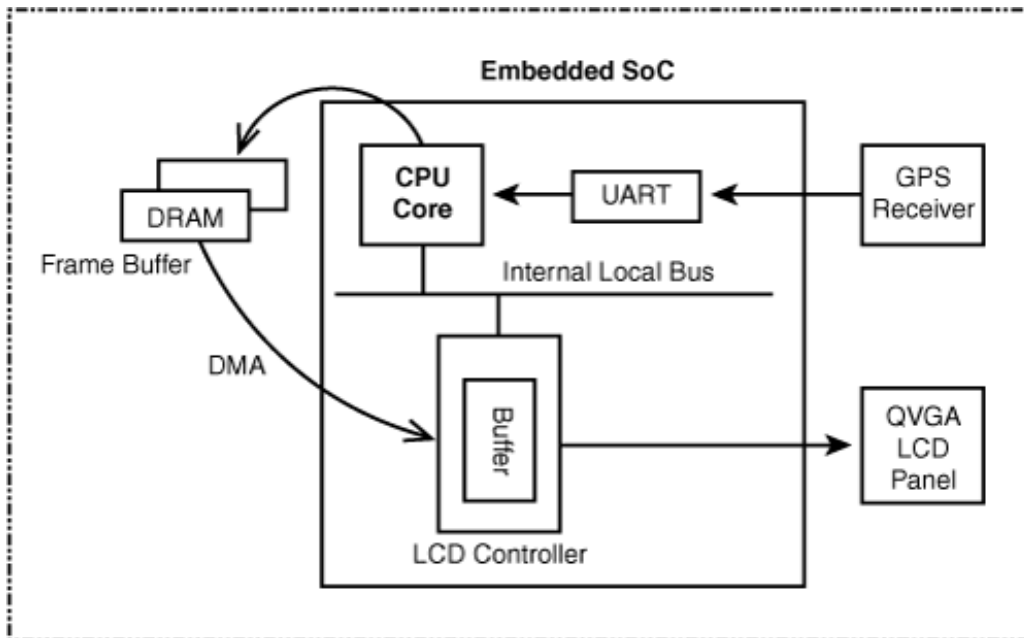 Embedded SoC
CPU
Core
UART
GPS
Receiver
DRAM
Frame Buffer
Internal Local Bus
DMA
Buffer
QVGA
LCD
Panel
LCD Controller